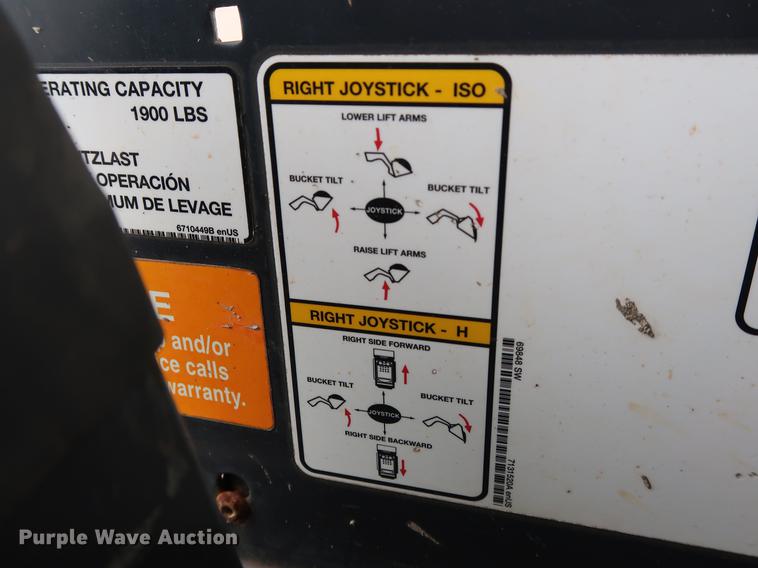 ERATING CAPACITY
1900 LBS
TZLAST
OPERACIÓN
MUM DE LEVAGE
6710449B enUS
and/or
ce calls
warranty.
RIGHT JOYSTICK - ISO
LOWER LIFT ARMS
BUCKET TILT
BUCKET TILT
JOYSTICK
RAISE LIFT ARMS
RIGHT JOYSTICK - H
RIGHT SIDE FORWARD
BUCKET TILT
BUCKET TILT
JOYSTICK
RIGHT SIDE BACKWARD
69848 SW
7131520A enUS
Purple Wave Auction